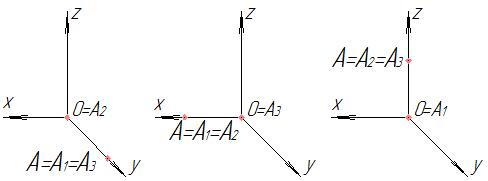 z z z
A=A2=A3
x O=A2 x O=A3 x O=A1
A=A1=A2
A=A1=A3
y y y